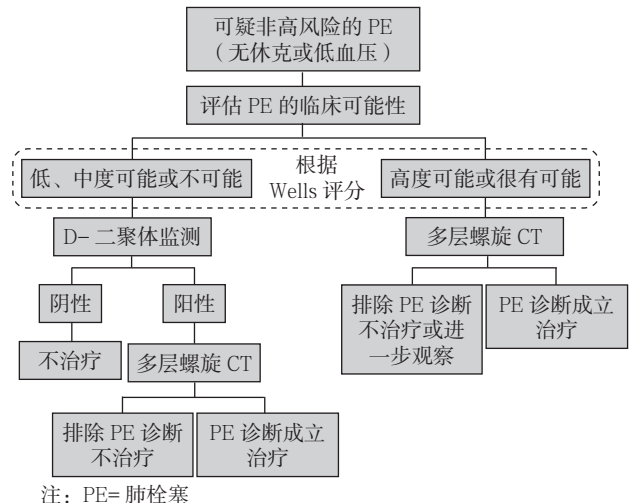 可疑非高风险的 PE
（无休克或低血压）
评估 PE 的临床可能性
低、中度可能或不可能
根据
Wells 评分
高度可能或很有可能
D- 二聚体监测
多层螺旋 CT
阴性
阳性
排除 PE 诊断
不治疗或进
一步观察
PE 诊断成立
治疗
不治疗
多层螺旋 CT
排除 PE 诊断
不治疗
PE 诊断成立
治疗
注：PE= 肺栓塞